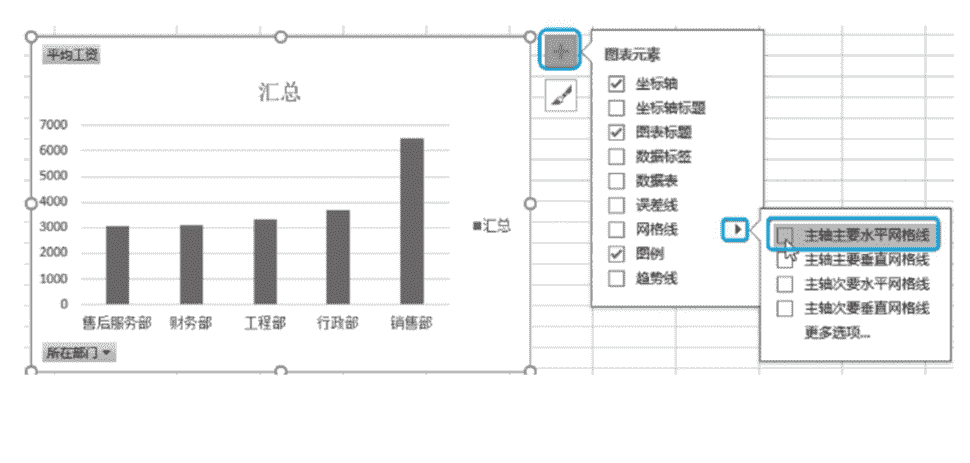 平均工资
汇总
7000
6000
5000
4000
3000
2000
1000
0
售后服务部 财务部 工程部 行政部 销售部
汇总
所在部门
图表元素
坐标轴
坐标轴标题
图表标题
数据标签
数据表
误差线
网格线
图例
趋势线
主轴主要水平网格线
主轴主要垂直网格线
主轴次要水平网格线
主轴次要垂直网格线
更多选项...